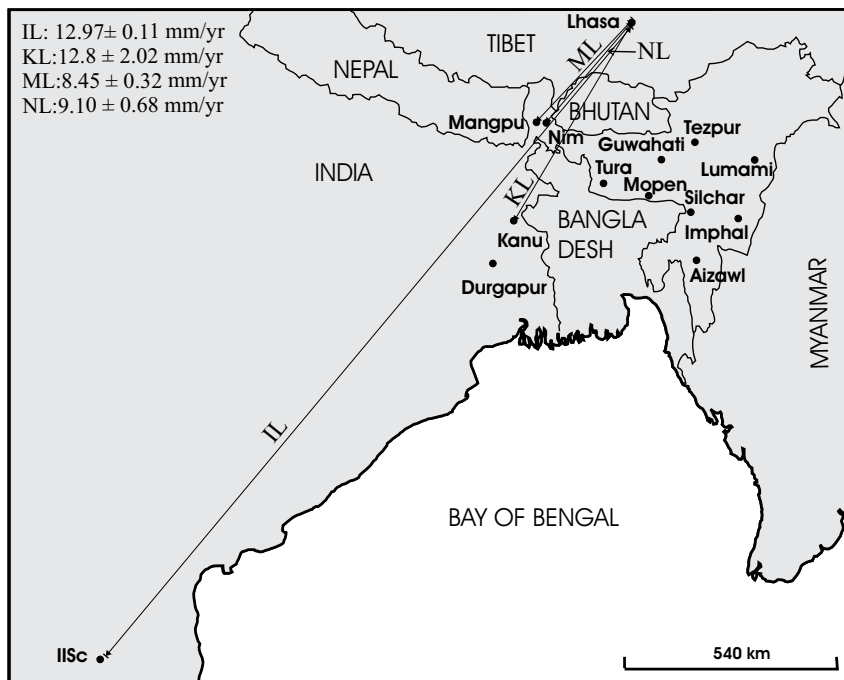 IL: 12.97± 0.11 mm/yr
KL:12.8 ± 2.02 mm/yr
ML:8.45 ± 0.32 mm/yr
NL:9.10 ± 0.68 mm/yr
Lhasa
TIBET
ML
NL
NEPAL
BHUTAN
Mangpu
Nim
Tezpur
Guwahati
INDIA
Tura
Lumami
KL
Mopen
Silchar
Kanu
BANGLA
DESH
Imphal
Durgapur
Aizawl
MYANMAR
IL
BAY OF BENGAL
IISc
540 km